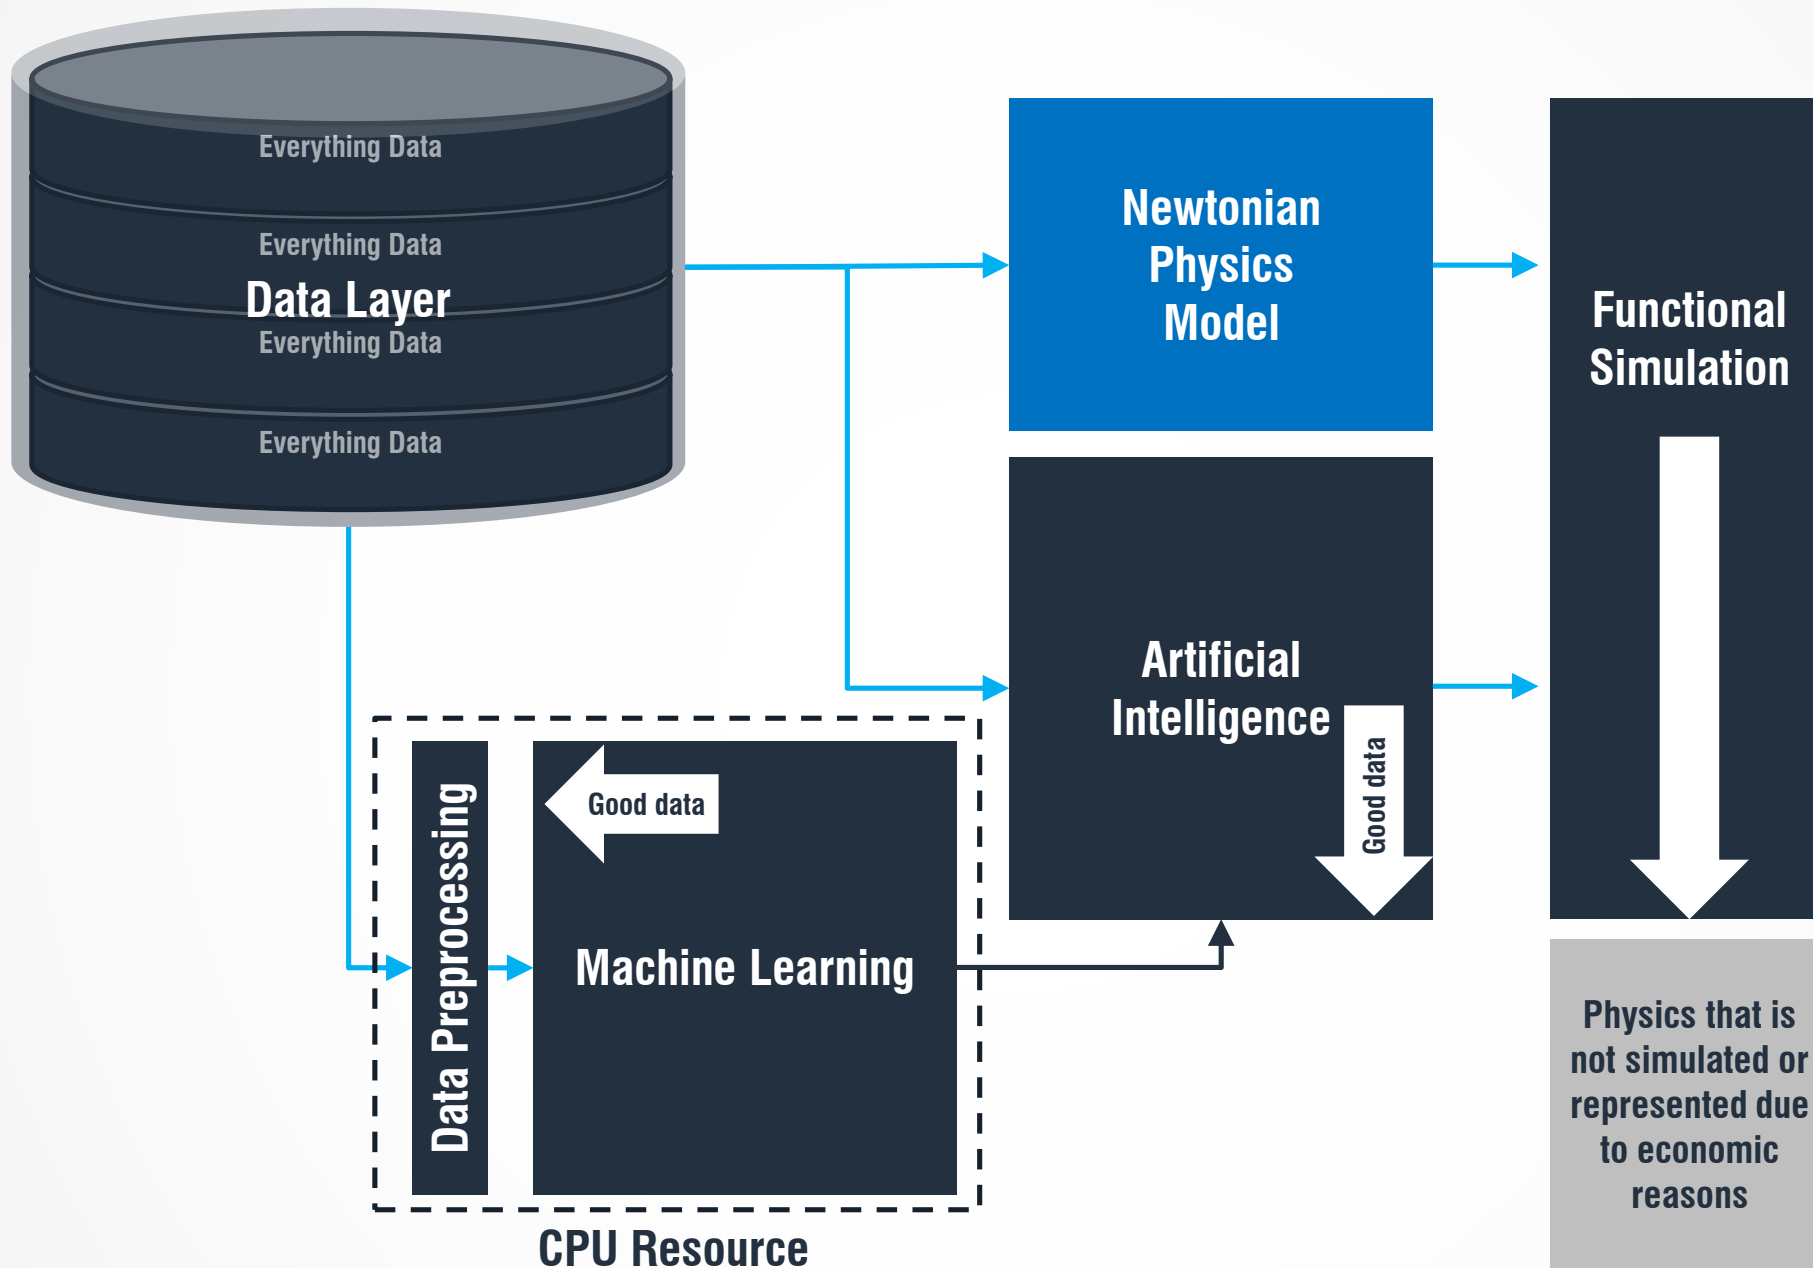 Everything Data
Everything Data
Data Layer
Everything Data
Everything Data
Newtonian
Physics
Model
Functional
Simulation
Artificial
Intelligence
Good data
Data Preprocessing
Good data
Machine Learning
CPU Resource
Physics that is
not simulated or
represented due
to economic
reasons